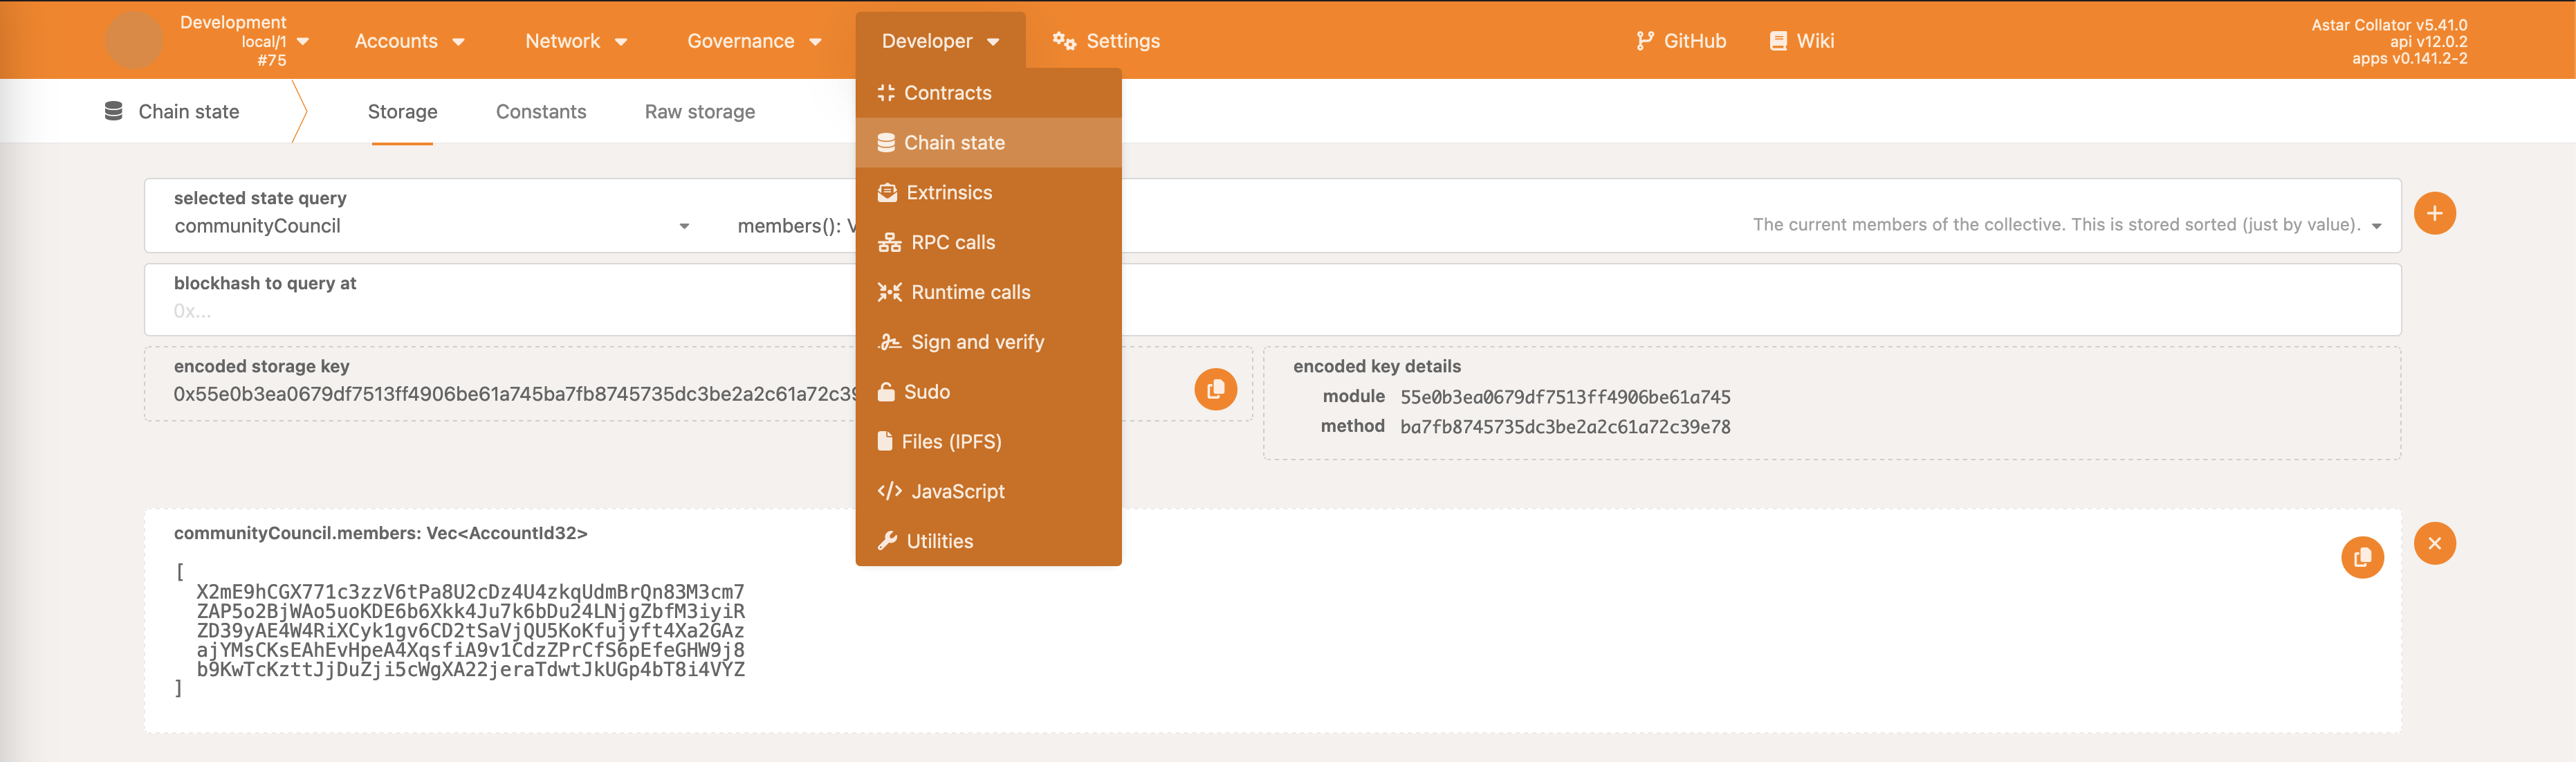 Development
local/1
#75
Accounts
Network
Governance
Developer
Settings
GitHub
Wiki
Astar Collator v5.41.0
api v12.0.2
apps v0.141.2-2
Chain state
Storage
Constants
Raw storage
Contracts
Chain state
Extrinsics
RPC calls
Runtime calls
Sign and verify
Sudo
Files (IPFS)
JavaScript
Utilities
selected state query
communityCouncil
members(): V
The current members of the collective. This is stored sorted (just by value).
blockhash to query at
0x...
encoded storage key
0x55e0b3ea0679df7513ff4906be61a745ba7fb8745735dc3be2a2c61a72c39
encoded key details
module 55e0b3ea0679df7513ff4906be61a745
method ba7fb8745735dc3be2a2c61a72c39e78
communityCouncil.members: Vec<AccountId32>
[
X2mE9hCGX771c3zzV6tPa8U2cDz4U4zkqUdmBrQn83M3cm7
ZAP5o2BjWAo5uoKDE6b6Xkk4Ju7k6bDu24LNjgZbfM3iyiR
ZD39yAE4W4RiXCyk1gv6CD2tSaVjQU5KoKfujyft4Xa2GAz
ajYMsCKsEAhEvHpeA4XqsfiA9v1CdzZPrCfS6pEfeGHW9j8
b9KwTcKzttJjDuZji5cWgXA22jeraTdwtJkUGp4bT8i4VYZ
]